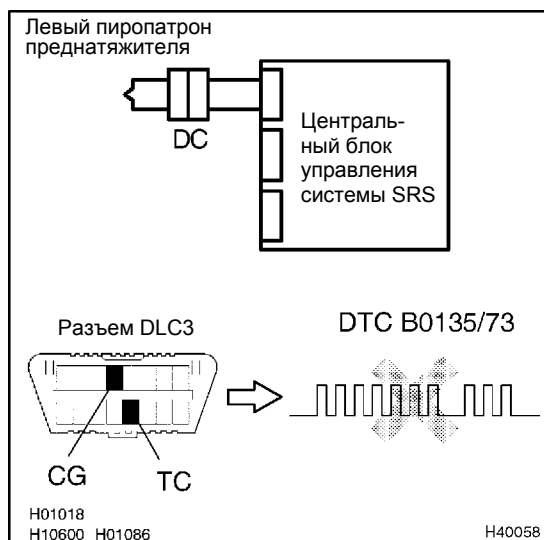 Левый пиропатрон
преднатяжителя
DC
Централь-
ный блок
управления
системы SRS
Разъем DLC3
DTC B0135/73
CG
TC
H01018
H10600 H01086
H40058